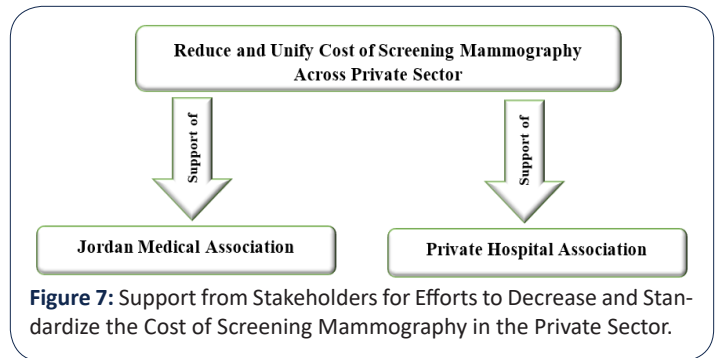 Reduce and Unify Cost of Screening Mammography
Across Private Sector
Support of
Support of
Jordan Medical Association
Private Hospital Association
Figure 7: Support from Stakeholders for Efforts to Decrease and Stan-
dardize the Cost of Screening Mammography in the Private Sector.